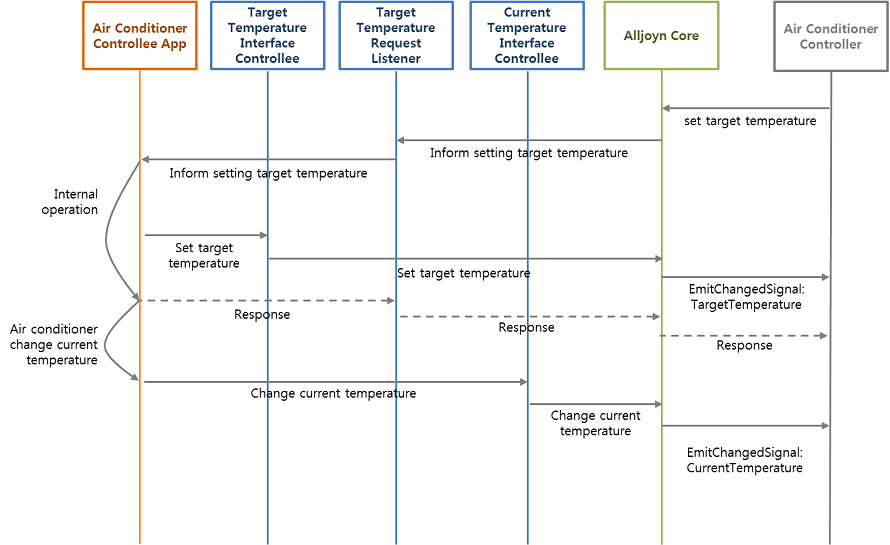 Air Conditioner
Controllee App
Target
Temperature
Interface
Controllee
Target
Temperature
Request
Listener
Current
Temperature
Interface
Controllee
Alljoyn Core
Air Conditioner
Controller
set target temperature
Inform setting target temperature
Inform setting target temperature
Internal
operation
Set target
temperature
Set target temperature
EmitChangedSignal:
TargetTemperature
Response
Response
Response
Air conditioner
change current
temperature
Change current temperature
Change current
temperature
EmitChangedSignal:
CurrentTemperature